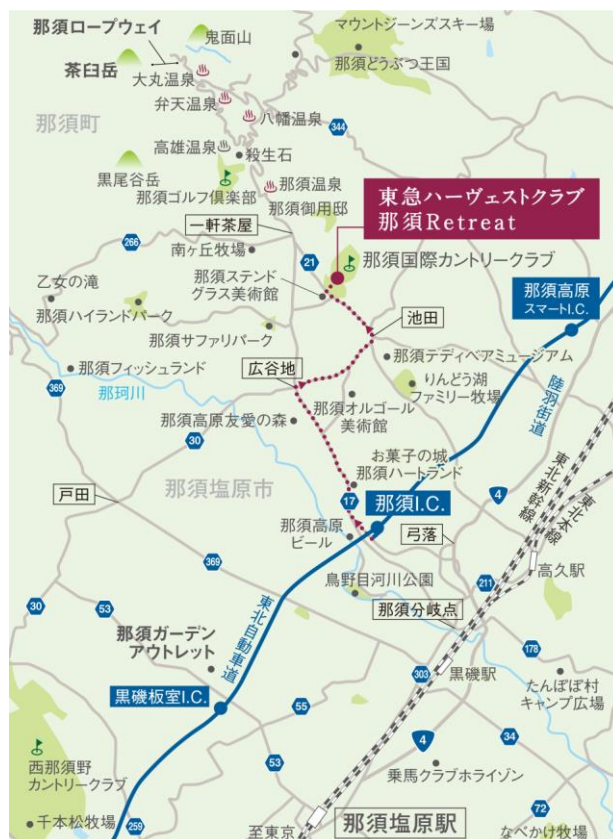 那須ロープウェイ
鬼面山
マウントジーンズスキー場
茶臼岳
大丸温泉
那須どうぶつ王国
弁天温泉
八幡温泉
那須町
344
高雄温泉
殺生石
黒尾谷岳
那須ゴルフ倶楽部
那須温泉
東急ハーヴェストクラブ
那須Retreat
那須御用邸
一軒茶屋
266
南ヶ丘牧場
21
那須国際カントリークラブ
乙女の滝
那須ステンド
グラス美術館
那須高原
スマートI.C.
那須ハイランドパーク
池田
那須サファリパーク
那須テディベアミュージアム
那須フィッシュランド
広谷地
369
那珂川
りんどう湖
ファミリー牧場
陸羽街道
那須オルゴール
美術館
那須高原友愛の森
30
お菓子の城
那須ハートランド
東北新幹線
東北本線
那須塩原市
戸田
17
那須I.C.
4
那須高原
ビール
弓落
369
高久駅
鳥野目河川公園
211
30
53
那須分岐点
東北自動車道
那須ガーデン
アウトレット
178
303
黒磯駅
たんぽぽ村
キャンプ広場
黒磯板室I.C.
55
4
34
53
西那須野
カントリークラブ
乗馬クラブホライゾン
72
千本松牧場
259
至東京
那須塩原駅
なべかけ牧場